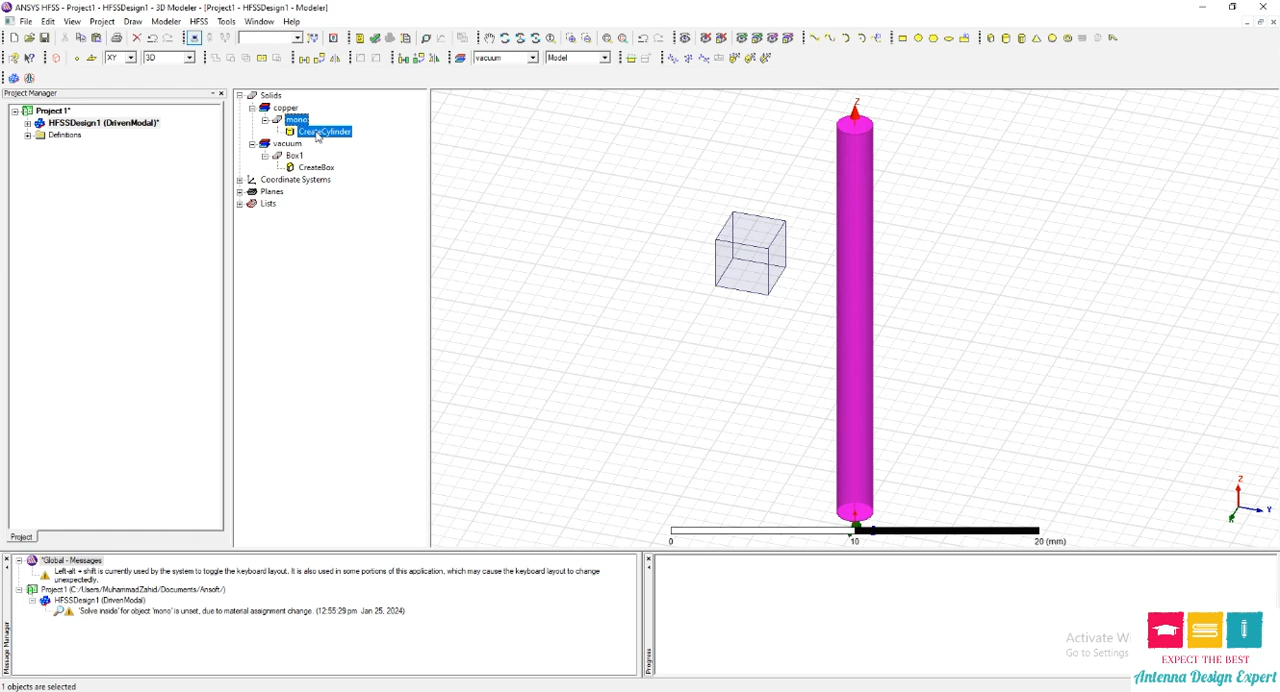 ANSYS HFSS - Project1 - HFSSDesign1 - 3D Modeler - [Project1 - HFSSDesign1 - Modeler]
File Edit View Project Draw Modeler HFSS Tools Window Help
XY 3D vacuum Model
Project Manager
Project1*
HFSSDesign1 (DrivenModal)*
Definitions
Project
Solids
copper
mono
CreateCylinder
vacuum
Box1
CreateBox
Coordinate Systems
Planes
Lists
Z
Z
Y
0 10 20 (mm)
*Global - Messages
Left-alt + shift is currently used by the system to toggle the keyboard layout. It is also used in some portions of this application, which may cause the keyboard layout to change
unexpectedly.
Project1 (C:/Users/MuhammadZahid/Documents/Ansoft/)
HFSSDesign1 (DrivenModal)
'Solve inside' for object 'mono' is unset, due to material assignment change. (12:55:29 pm Jan 25, 2024)
Message Manager
Progress
Activate Wi
Go to Settings
EXPECT THE BEST
Antenna Design Expert
1 objects are selected